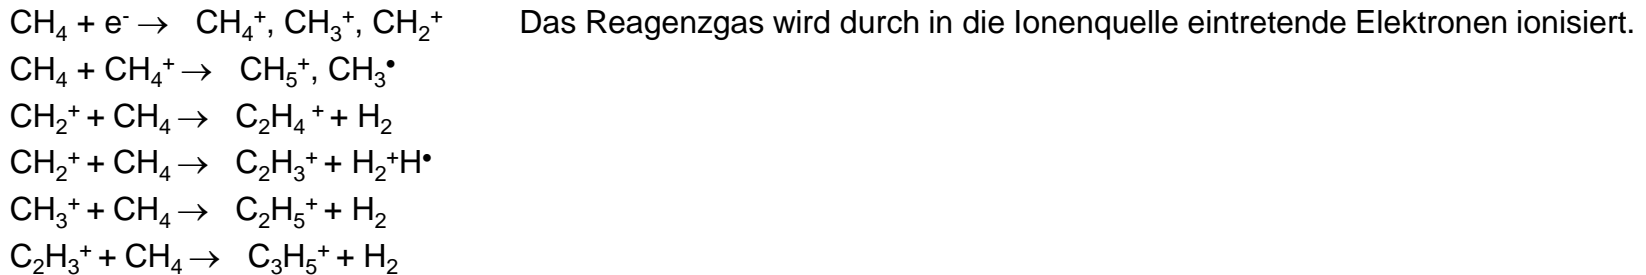 CH₄ + e⁻ → CH₄⁺, CH₃⁺, CH₂⁺ Das Reagenzgas wird durch in die Ionenquelle eintretende Elektronen ionisiert.
CH₄ + CH₄⁺ → CH₅⁺, CH₃•
CH₂⁺ + CH₄ → C₂H₄ ⁺ + H₂
CH₂⁺ + CH₄ → C₂H₃⁺ + H₂⁺H•
CH₃⁺ + CH₄ → C₂H₅⁺ + H₂
C₂H₃⁺ + CH₄ → C₃H₅⁺ + H₂